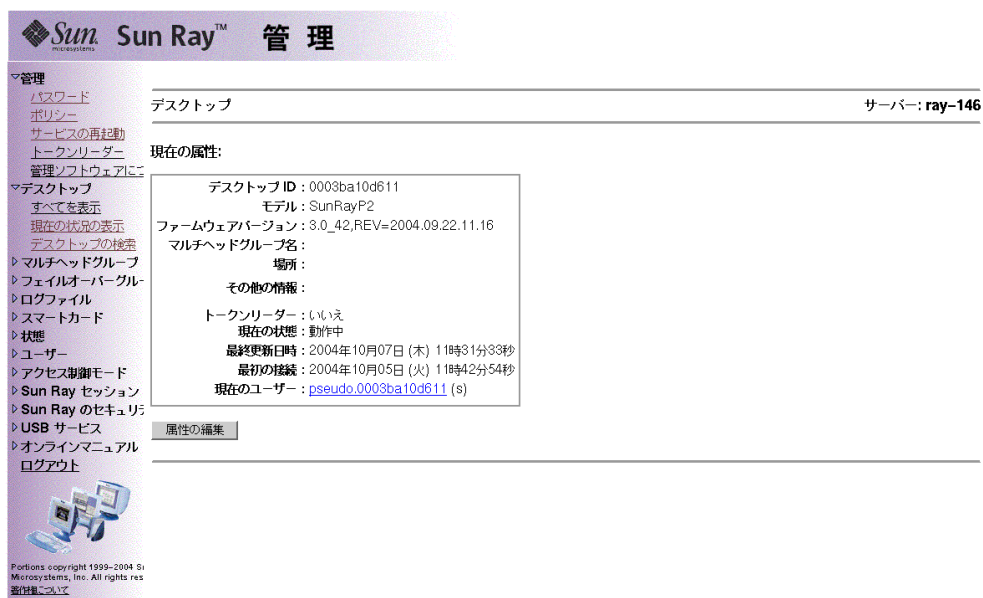 Sun microsystems Sun Ray™ 管理
▽管理
パスワード
ポリシー
サービスの再起動
トークンリーダー
管理ソフトウェアにご
▽デスクトップ
すべてを表示
現在の状況の表示
デスクトップの検索
▷マルチヘッドグループ
▷フェイルオーバーグルー
▷ログファイル
▷スマートカード
▷状態
▷ユーザー
▷アクセス制御モード
▷Sun Ray セッション
▷Sun Ray のセキュリテ
▷USB サービス
▷オンラインマニュアル
ログアウト
Portions copyright 1999–2004 S
Microsystems, Inc. All rights res
著作権について
デスクトップ サーバー: ray–146
現在の属性:
デスクトップ ID : 0003ba10d611
モデル : SunRayP2
ファームウェアバージョン : 3.0_42,REV=2004.09.22.11.16
マルチヘッドグループ名 :
場所 :
その他の情報 :
トークンリーダー : いいえ
現在の状態 : 動作中
最終更新日時 : 2004年10月07日 (木) 11時31分33秒
最初の接続 : 2004年10月05日 (火) 11時42分54秒
現在のユーザー : pseudo.0003ba10d611 (s)
属性の編集